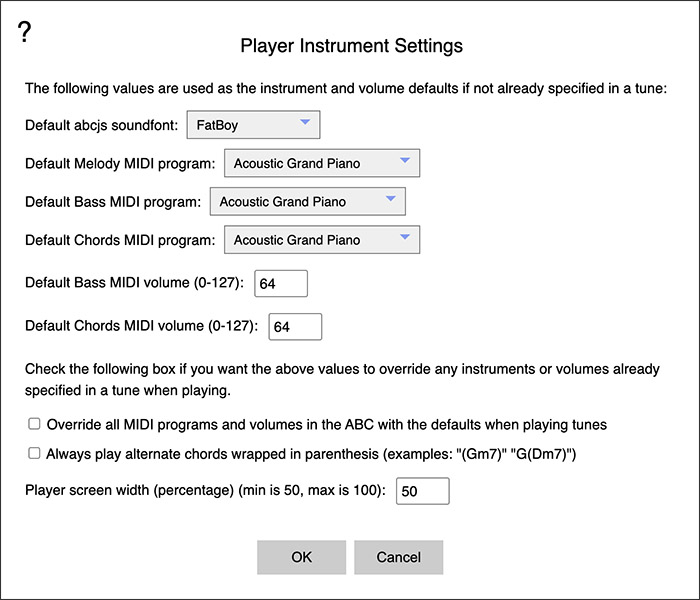 ?
Player Instrument Settings
The following values are used as the instrument and volume defaults if not already specified in a tune:
Default abcjs soundfont: FatBoy
Default Melody MIDI program: Acoustic Grand Piano
Default Bass MIDI program: Acoustic Grand Piano
Default Chords MIDI program: Acoustic Grand Piano
Default Bass MIDI volume (0-127): 64
Default Chords MIDI volume (0-127): 64
Check the following box if you want the above values to override any instruments or volumes already
specified in a tune when playing.
Override all MIDI programs and volumes in the ABC with the defaults when playing tunes
Always play alternate chords wrapped in parenthesis (examples: "(Gm7)" "G(Dm7)")
Player screen width (percentage) (min is 50, max is 100): 50
OK Cancel